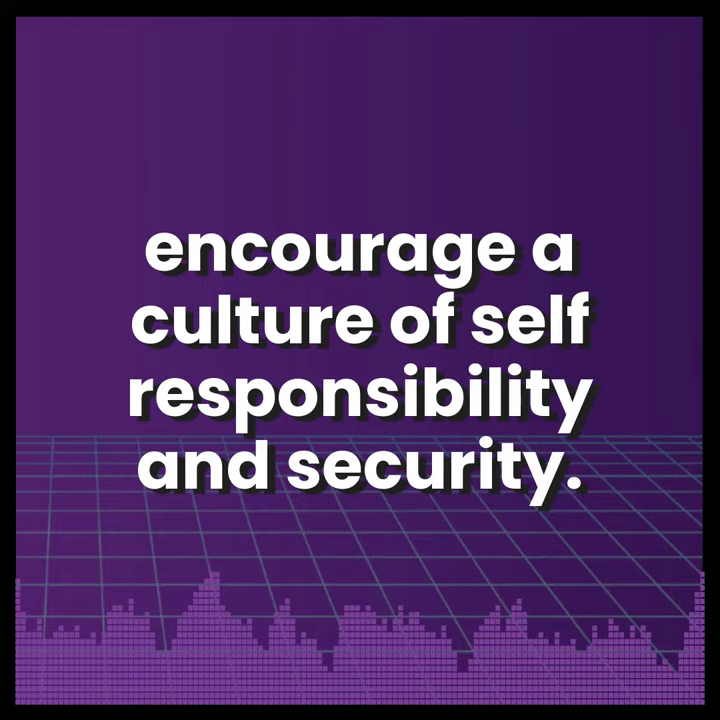 encourage a
culture of self
responsibility
and security.